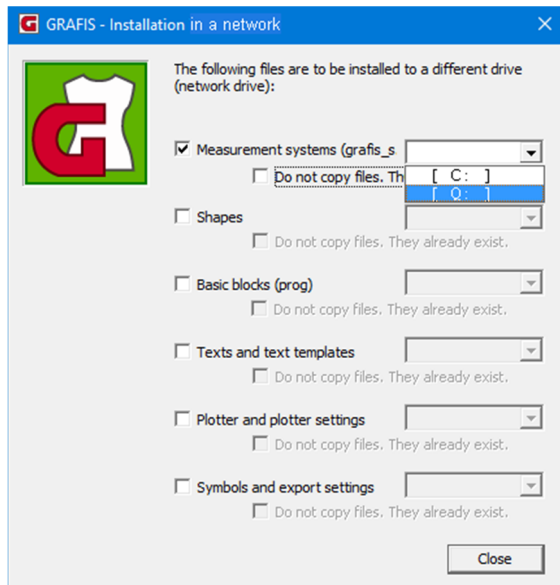 GRAFIS - Installation in a network
The following files are to be installed to a different drive
(network drive):
Measurement systems (grafis_s
Do not copy files. Th
[ C: ]
[ Q: ]
Shapes
Do not copy files. They already exist.
Basic blocks (prog)
Do not copy files. They already exist.
Texts and text templates
Do not copy files. They already exist.
Plotter and plotter settings
Do not copy files. They already exist.
Symbols and export settings
Do not copy files. They already exist.
Close